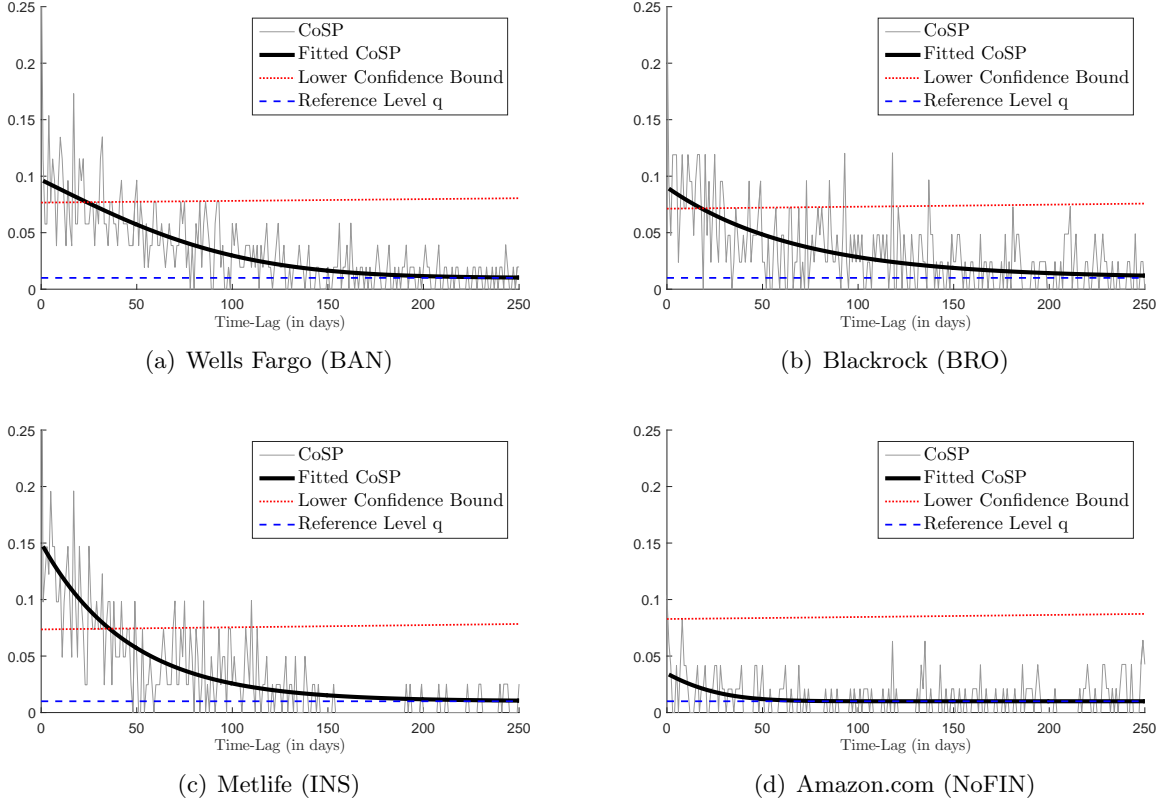 0.25
0.2
0.15
0.1
0.05
0
0 50 100 150 200 250
Time-Lag (in days)
CoSP
Fitted CoSP
Lower Confidence Bound
Reference Level q
(a) Wells Fargo (BAN)
0.25
0.2
0.15
0.1
0.05
0
0 50 100 150 200 250
Time-Lag (in days)
CoSP
Fitted CoSP
Lower Confidence Bound
Reference Level q
(b) Blackrock (BRO)
0.25
0.2
0.15
0.1
0.05
0
0 50 100 150 200 250
Time-Lag (in days)
CoSP
Fitted CoSP
Lower Confidence Bound
Reference Level q
(c) Metlife (INS)
0.25
0.2
0.15
0.1
0.05
0
0 50 100 150 200 250
Time-Lag (in days)
CoSP
Fitted CoSP
Lower Confidence Bound
Reference Level q
(d) Amazon.com (NoFIN)